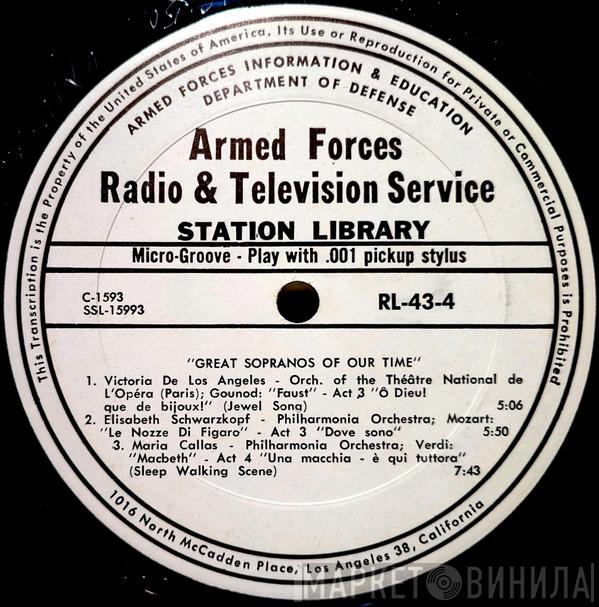 This Transcription is the Property of the United States of America. Its Use or Reproduction for Private or Commercial Purposes is Prohibited
ARMED FORCES INFORMATION & EDUCATION
DEPARTMENT OF DEFENSE
Armed Forces
Radio & Television Service
STATION LIBRARY
Micro-Groove - Play with .001 pickup stylus
C-1593
SSL-15993
RL-43-4
"GREAT SOPRANOS OF OUR TIME"
1. Victoria De Los Angeles - Orch. of the Théâtre National de
L'Opéra (Paris); Gounod: "Faust" - Act 3 "Ô Dieu!
que de bijoux!" (Jewel Song) 5:06
2. Elisabeth Schwarzkopf - Philharmonia Orchestra; Mozart:
"Le Nozze Di Figaro" - Act 3 "Dove sono" 5:50
3. Maria Callas - Philharmonia Orchestra; Verdi:
"Macbeth" - Act 4 "Una macchia - è qui tuttora"
(Sleep Walking Scene) 7:43
1016 North McCadden Place, Los Angeles 38, California
МАРКЕТ ВИНИЛА